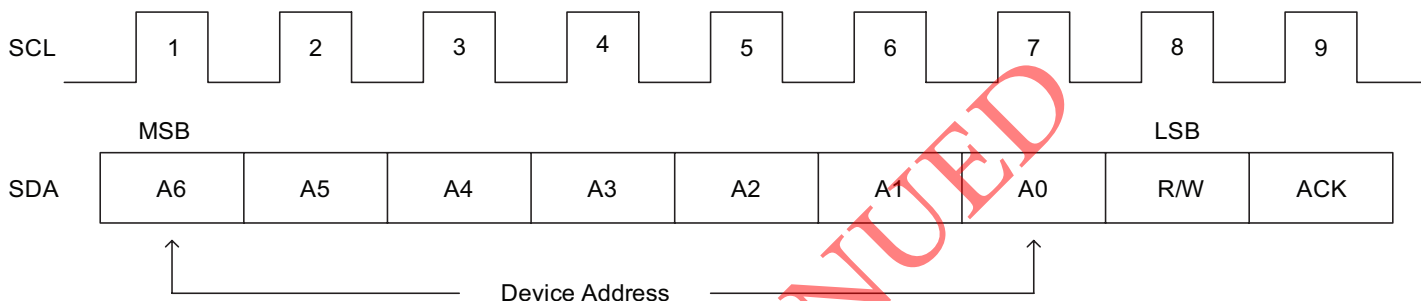 SCL 1 2 3 4 5 6 7 8 9
MSB LSB
SDA A6 A5 A4 A3 A2 A1 A0 R/W ACK
Device Address
NUED